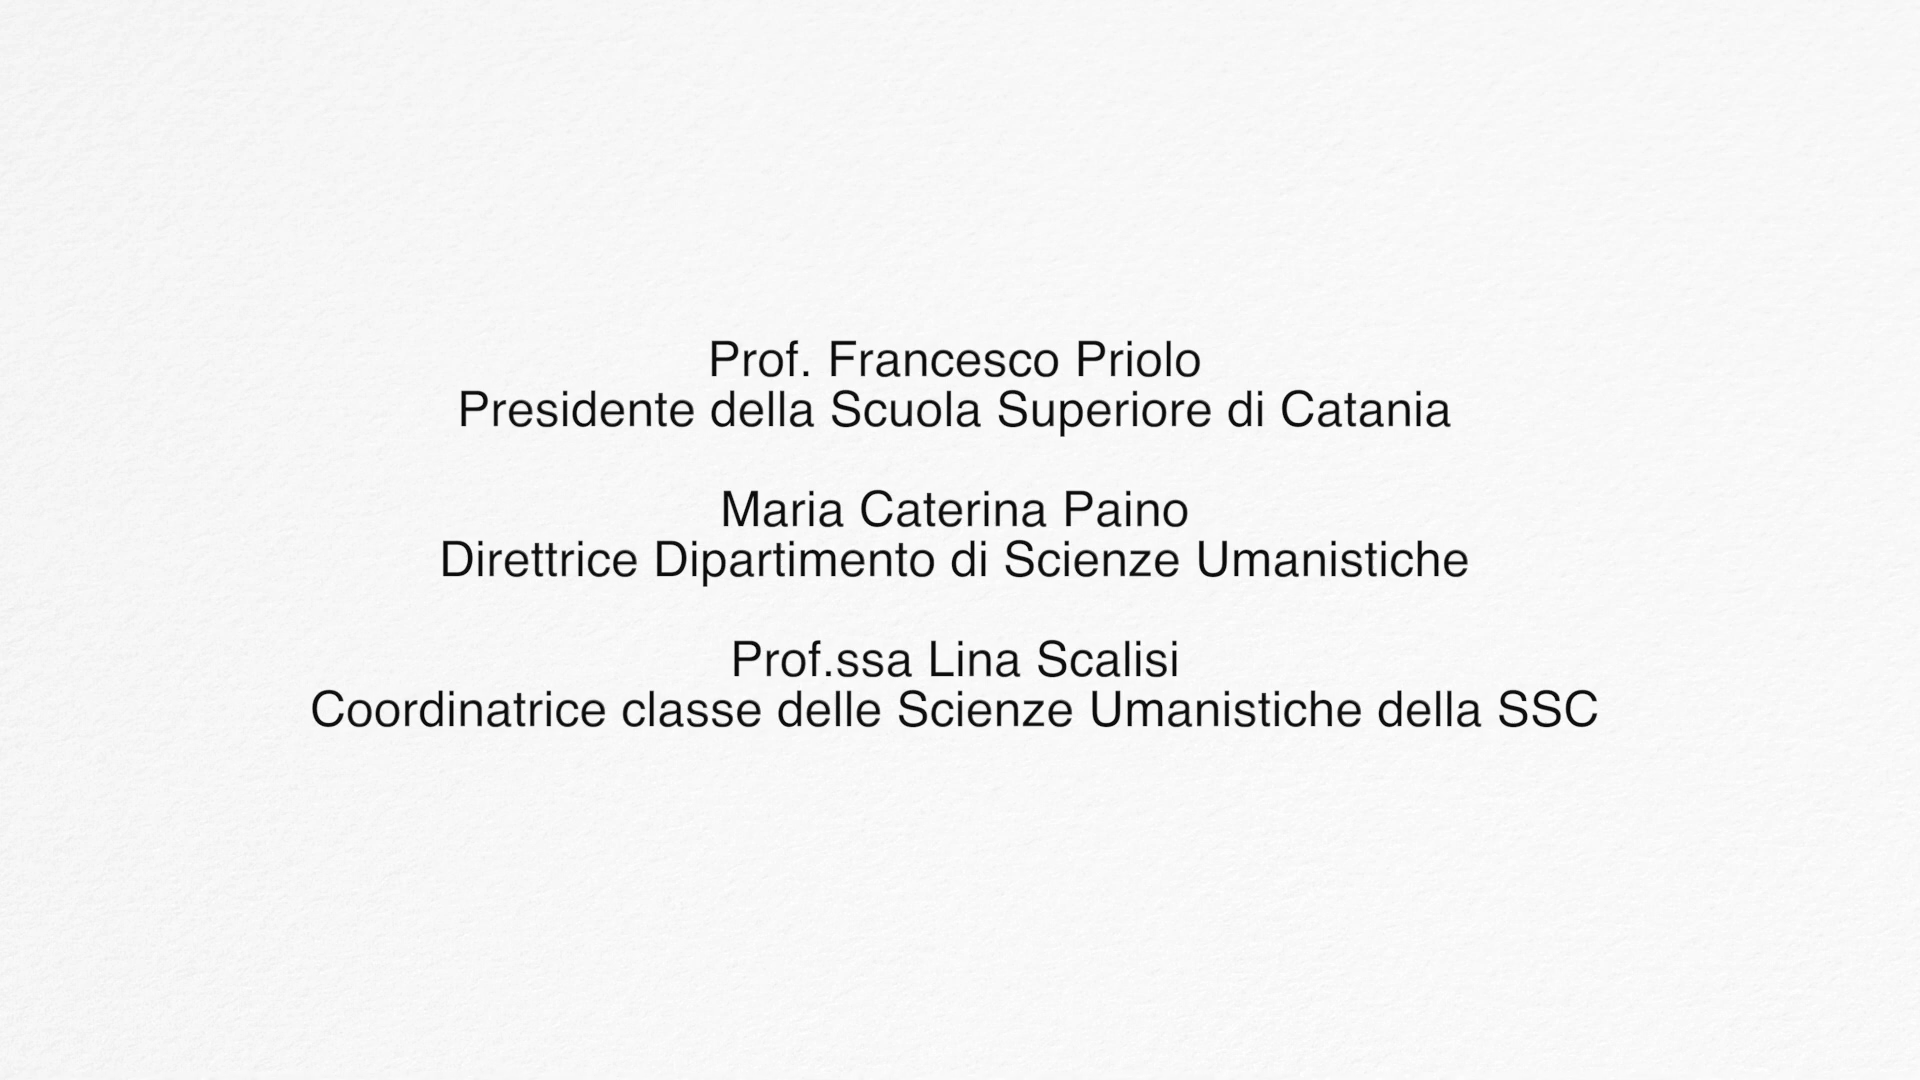 Prof. Francesco Priolo
Presidente della Scuola Superiore di Catania
Maria Caterina Paino
Direttrice Dipartimento di Scienze Umanistiche
Prof.ssa Lina Scalisi
Coordinatrice classe delle Scienze Umanistiche della SSC